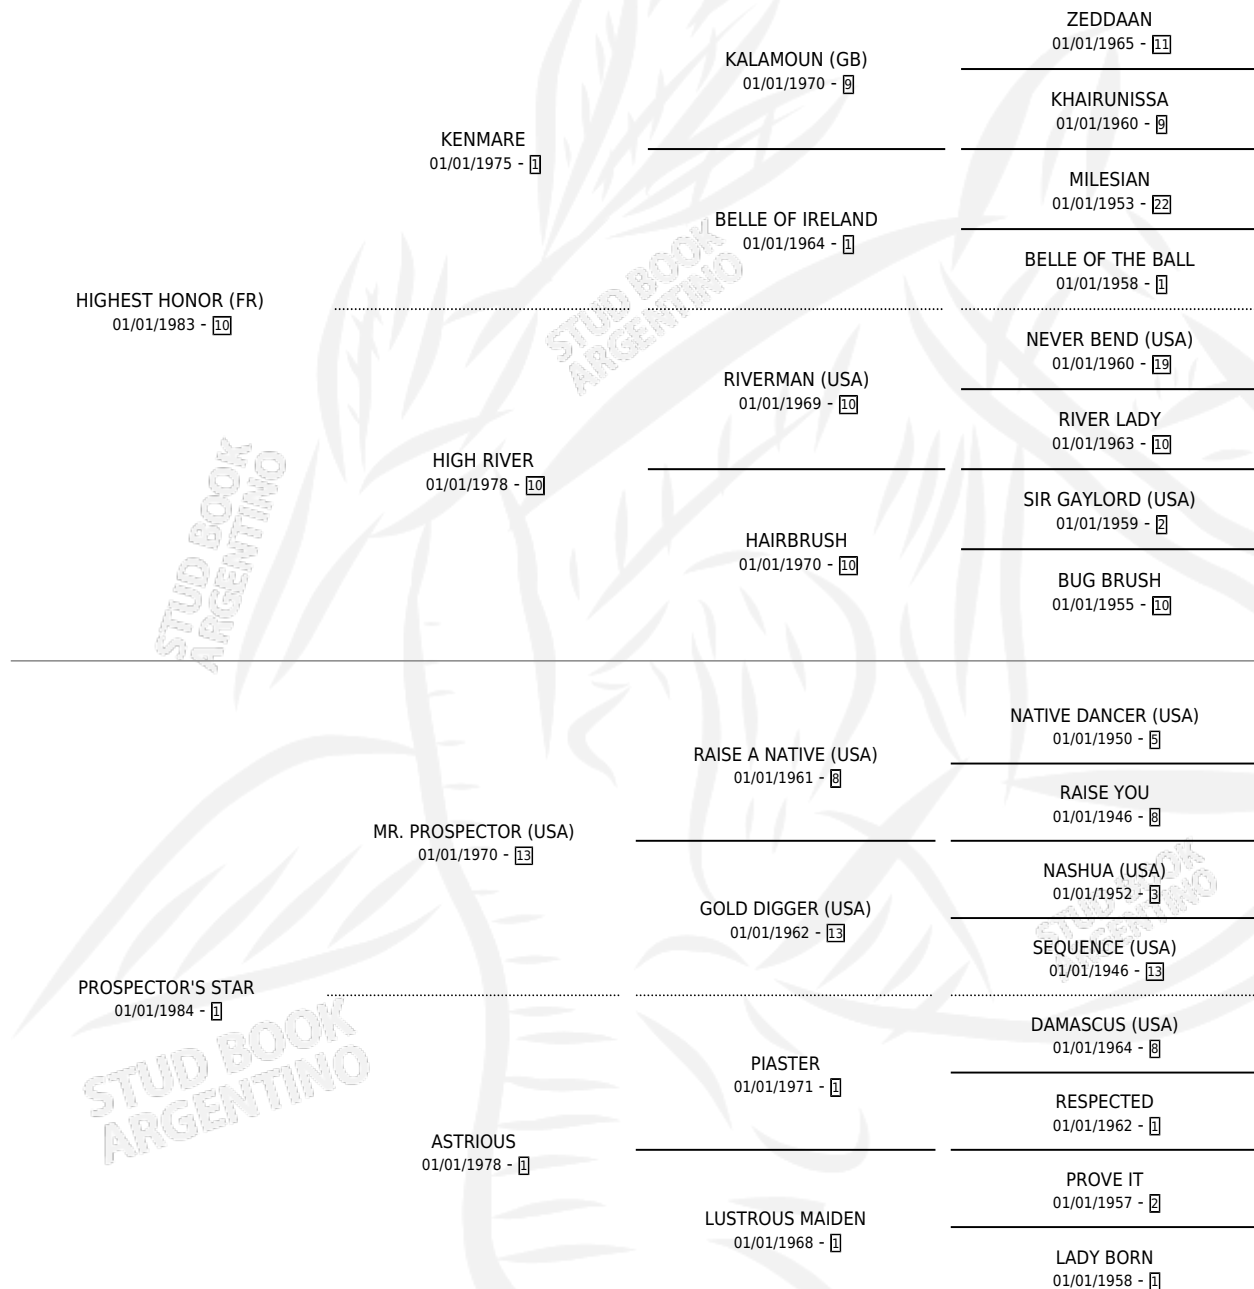 HIGHEST HONOR (FR)
01/01/1983 - 10
KENMARE
01/01/1975 - 1
HIGH RIVER
01/01/1978 - 10
KALAMOUN (GB)
01/01/1970 - 9
BELLE OF IRELAND
01/01/1964 - 1
RIVERMAN (USA)
01/01/1969 - 10
HAIRBRUSH
01/01/1970 - 10
ZEDDAAN
01/01/1965 - 11
KHAIRUNISSA
01/01/1960 - 9
MILESIAN
01/01/1953 - 22
BELLE OF THE BALL
01/01/1958 - 1
NEVER BEND (USA)
01/01/1960 - 19
RIVER LADY
01/01/1963 - 10
SIR GAYLORD (USA)
01/01/1959 - 2
BUG BRUSH
01/01/1955 - 10
PROSPECTOR'S STAR
01/01/1984 - 1
MR. PROSPECTOR (USA)
01/01/1970 - 13
ASTRIOUS
01/01/1978 - 1
RAISE A NATIVE (USA)
01/01/1961 - 8
GOLD DIGGER (USA)
01/01/1962 - 13
PIASTER
01/01/1971 - 1
LUSTROUS MAIDEN
01/01/1968 - 1
NATIVE DANCER (USA)
01/01/1950 - 5
RAISE YOU
01/01/1946 - 8
NASHUA (USA)
01/01/1952 - 3
SEQUENCE (USA)
01/01/1946 - 13
DAMASCUS (USA)
01/01/1964 - 8
RESPECTED
01/01/1962 - 1
PROVE IT
01/01/1957 - 2
LADY BORN
01/01/1958 - 1
STUD BOOK
ARGENTINO
STUD BOOK
ARGENTINO
STUD BOOK
ARGENTINO
STUD BOOK
ARGENTINO